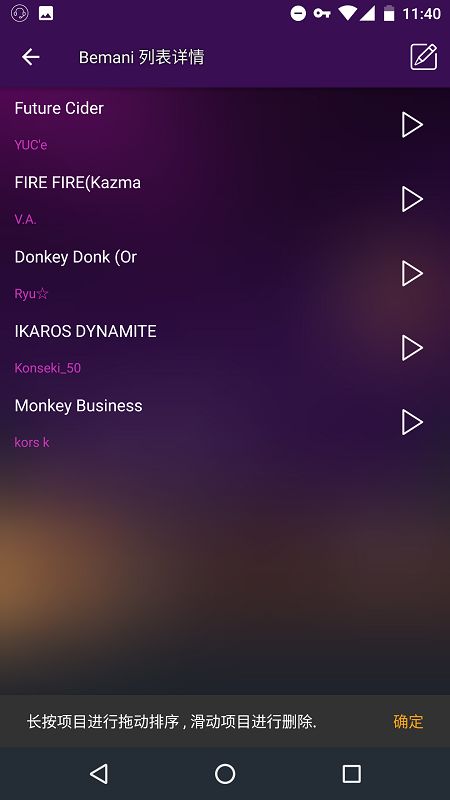 11:40
Bemani 列表详情
Future Cider
YUC'e
FIRE FIRE(Kazma
V.A.
Donkey Donk (Or
Ryu☆
IKAROS DYNAMITE
Konseki_50
Monkey Business
kors k
长按项目进行拖动排序 , 滑动项目进行删除. 确定